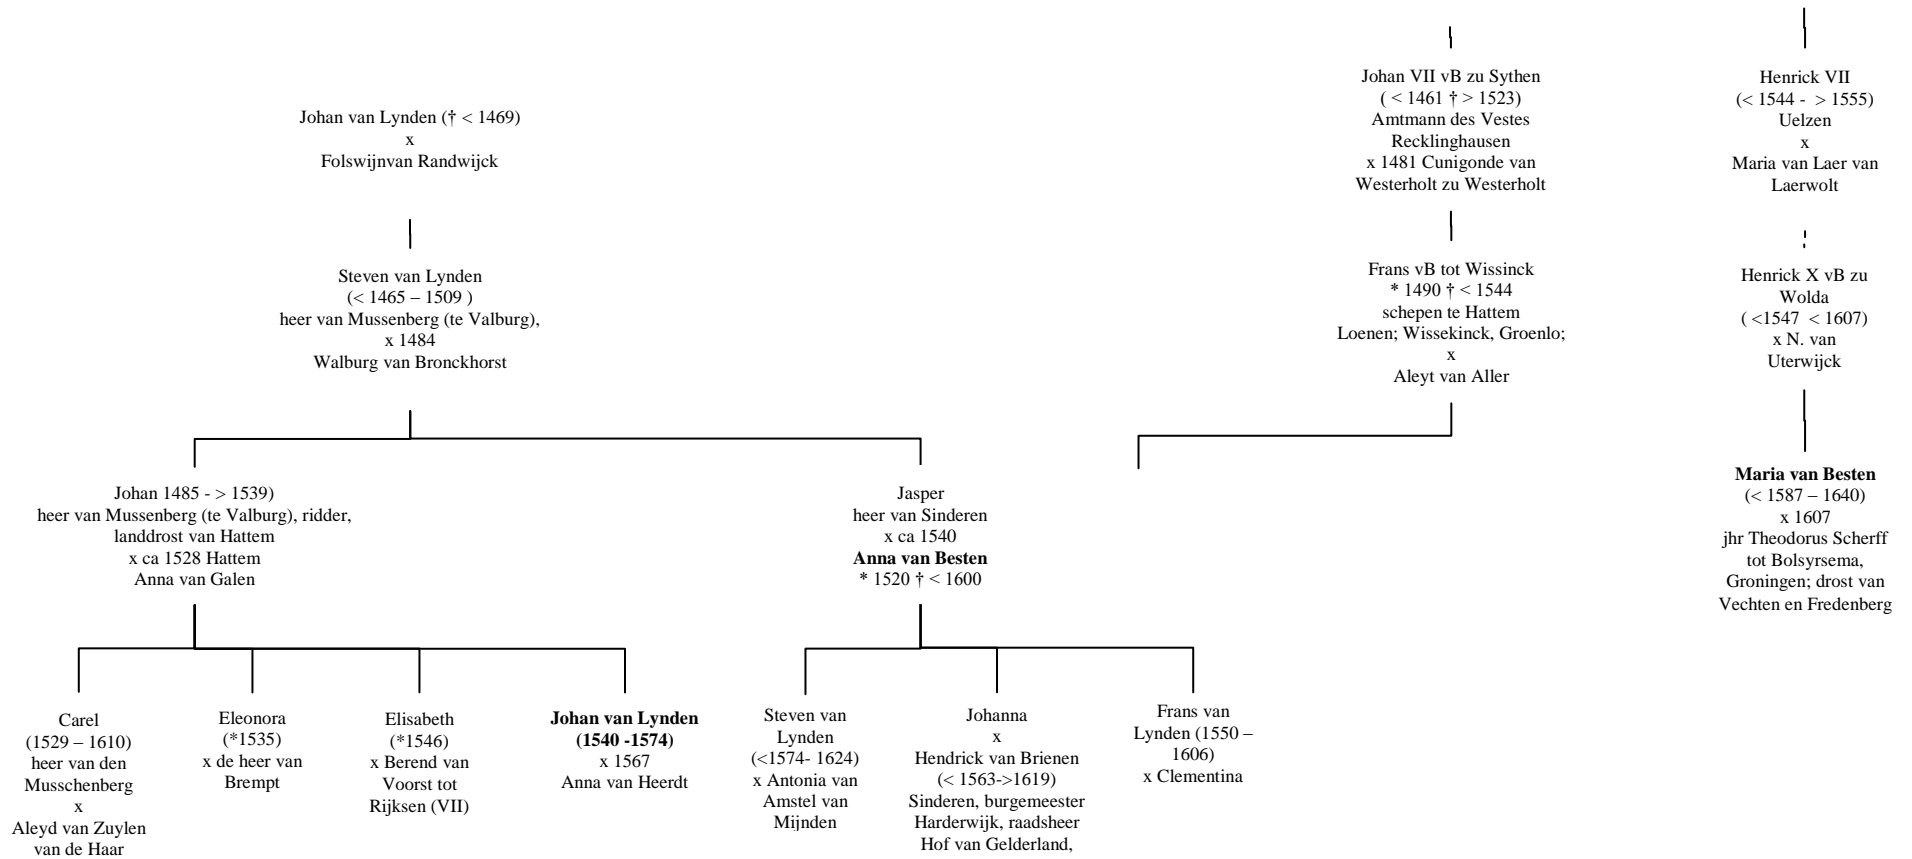 Johan van Lynden († < 1469)
x
Folswijnvan Randwijck
Johan VII vB zu Sythen
( < 1461 † > 1523)
Amtmann des Vestes
Recklinghausen
x 1481 Cunigonde van
Westerholt zu Westerholt
Henrick VII
(< 1544 - > 1555)
Uelzen
x
Maria van Laer van
Laerwolt
Steven van Lynden
(< 1465 – 1509 )
heer van Mussenberg (te Valburg),
x 1484
Walburg van Bronckhorst
Frans vB tot Wissinck
* 1490 † < 1544
schepen te Hattem
Loenen; Wissekinck, Groenlo;
x
Aleyt van Aller
Henrick X vB zu
Wolda
( <1547 < 1607)
x N. van
Uterwijck
Johan 1485 - > 1539)
heer van Mussenberg (te Valburg), ridder,
landdrost van Hattem
x ca 1528 Hattem
Anna van Galen
Jasper
heer van Sinderen
x ca 1540
Anna van Besten
* 1520 † < 1600
Maria van Besten
(< 1587 – 1640)
x 1607
jhr Theodorus Scherff
tot Bolsyrsema,
Groningen; drost van
Vechten en Fredenberg
Carel
(1529 – 1610)
heer van den
Musschenberg
x
Aleyd van Zuylen
van de Haar
Eleonora
(*1535)
x de heer van
Brempt
Elisabeth
(*1546)
x Berend van
Voorst tot
Rijksen (VII)
Johan van Lynden
(1540 -1574)
x 1567
Anna van Heerdt
Steven van
Lynden
(<1574- 1624)
x Antonia van
Amstel van
Mijnden
Johanna
x
Hendrick van Brienen
(< 1563->1619)
Sinderen, burgemeester
Harderwijk, raadsheer
Hof van Gelderland,
Frans van
Lynden (1550 –
1606)
x Clementina